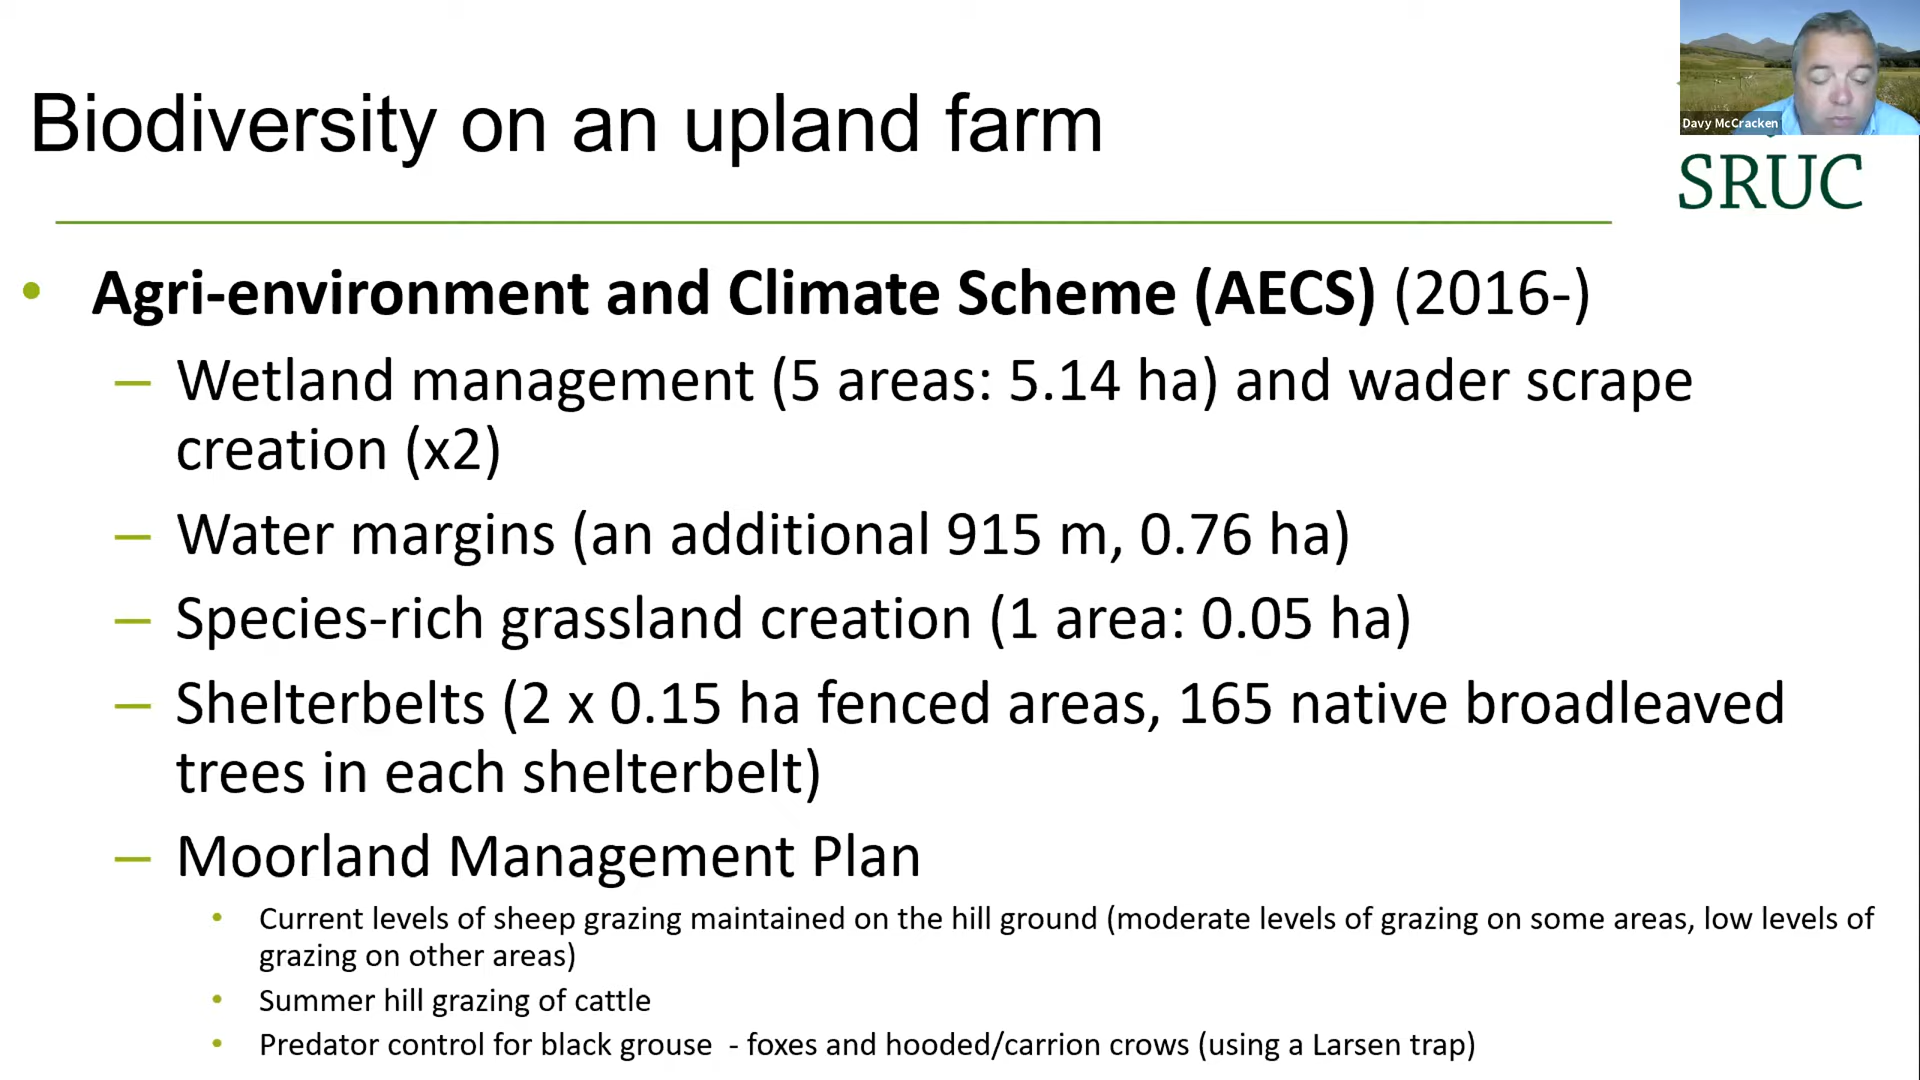 Biodiversity on an upland farm
Davy McCracken
SRUC
• Agri-environment and Climate Scheme (AECS) (2016-)
– Wetland management (5 areas: 5.14 ha) and wader scrape
creation (x2)
– Water margins (an additional 915 m, 0.76 ha)
– Species-rich grassland creation (1 area: 0.05 ha)
– Shelterbelts (2 x 0.15 ha fenced areas, 165 native broadleaved
trees in each shelterbelt)
– Moorland Management Plan
• Current levels of sheep grazing maintained on the hill ground (moderate levels of grazing on some areas, low levels of
grazing on other areas)
• Summer hill grazing of cattle
• Predator control for black grouse  - foxes and hooded/carrion crows (using a Larsen trap)